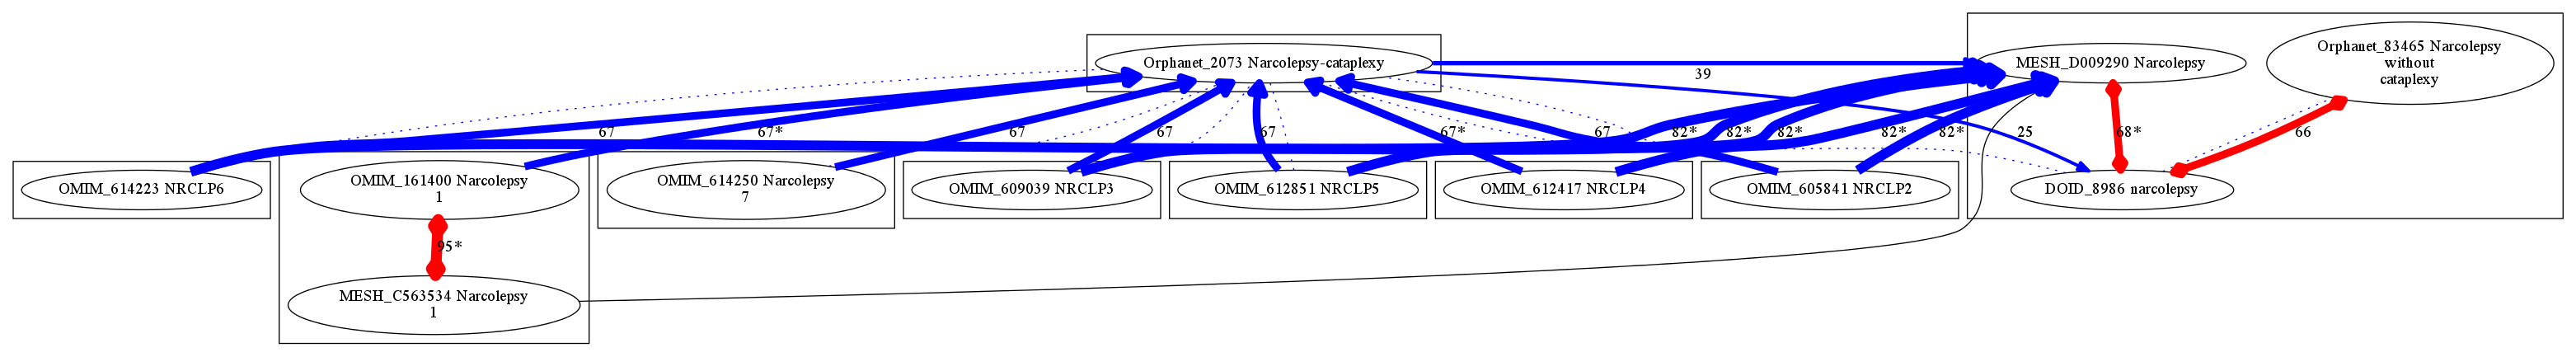 Orphanet_2073 Narcolepsy-cataplexy
MESH_D009290 Narcolepsy
Orphanet_83465 Narcolepsy
without
cataplexy
39
67
67*
67
67
67
67*
67
82*
82*
82*
82*
82*
25
68*
66
OMIM_614223 NRCLP6
OMIM_161400 Narcolepsy
1
OMIM_614250 Narcolepsy
7
OMIM_609039 NRCLP3
OMIM_612851 NRCLP5
OMIM_612417 NRCLP4
OMIM_605841 NRCLP2
DOID_8986 narcolepsy
95*
MESH_C563534 Narcolepsy
1